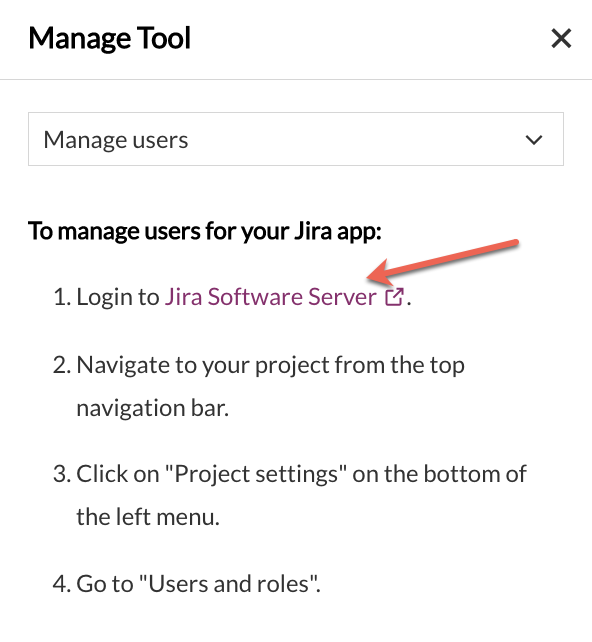 Manage Tool
Manage users
To manage users for your Jira app:
1. Login to Jira Software Server.
2. Navigate to your project from the top
navigation bar.
3. Click on "Project settings" on the bottom of
the left menu.
4. Go to "Users and roles".